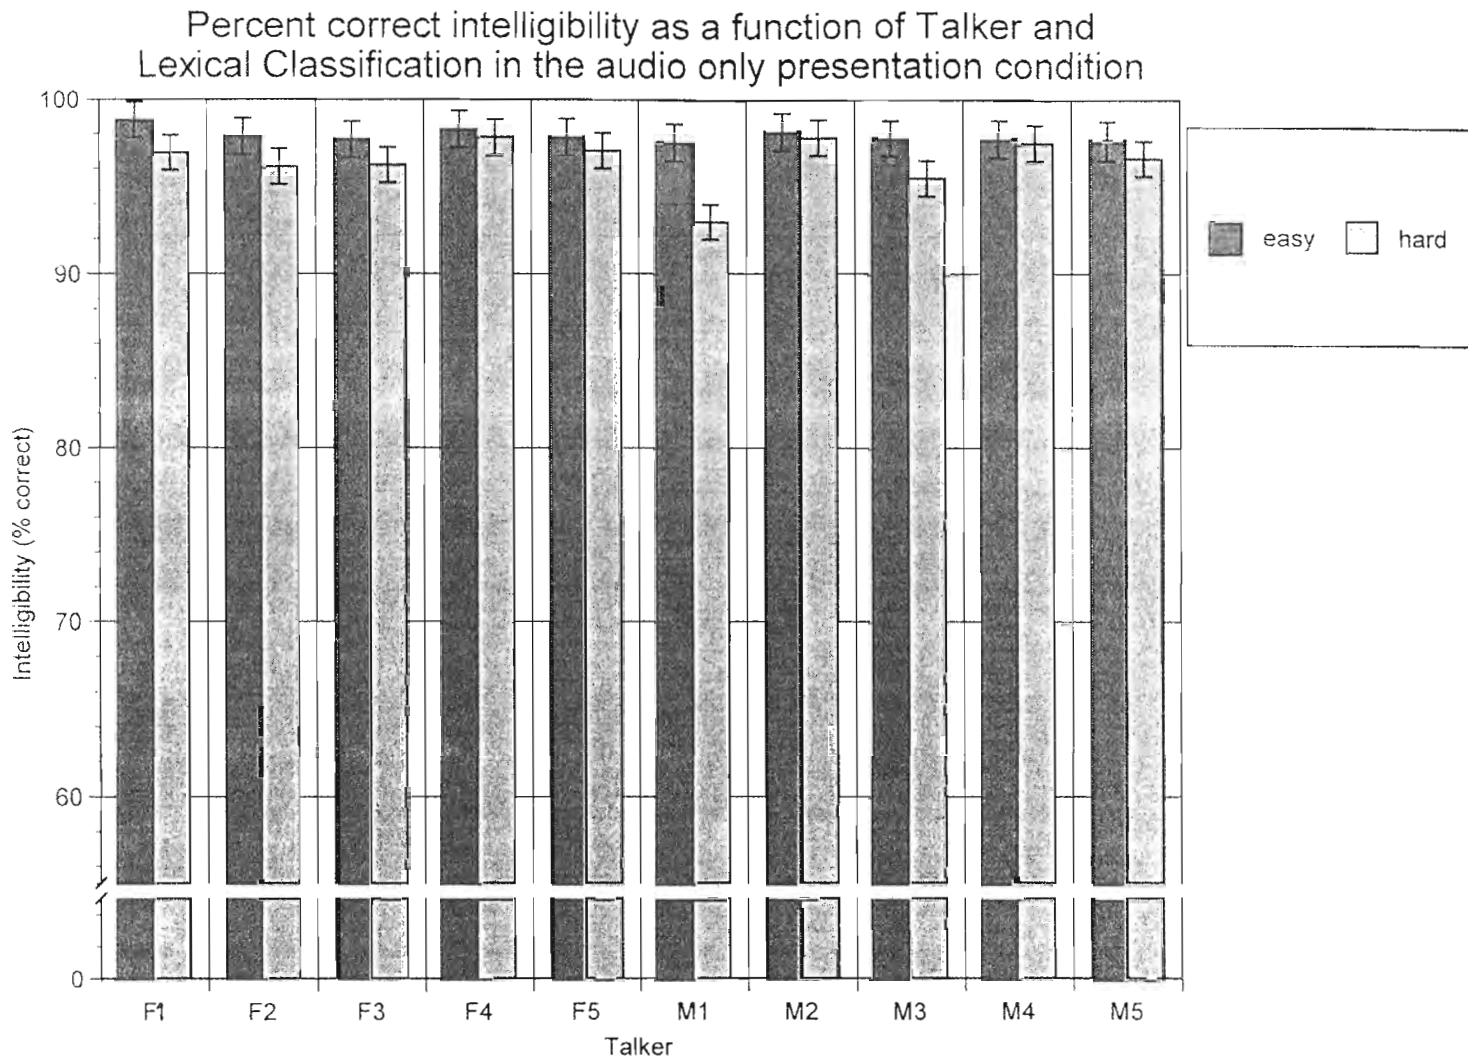 Percent correct intelligibility as a function of Talker and
Lexical Classification in the audio only presentation condition
100
90
80
70
60
0
Intelligibility (% correct)
easy
hard
F1
F2
F3
F4
F5
M1
M2
M3
M4
M5
Talker